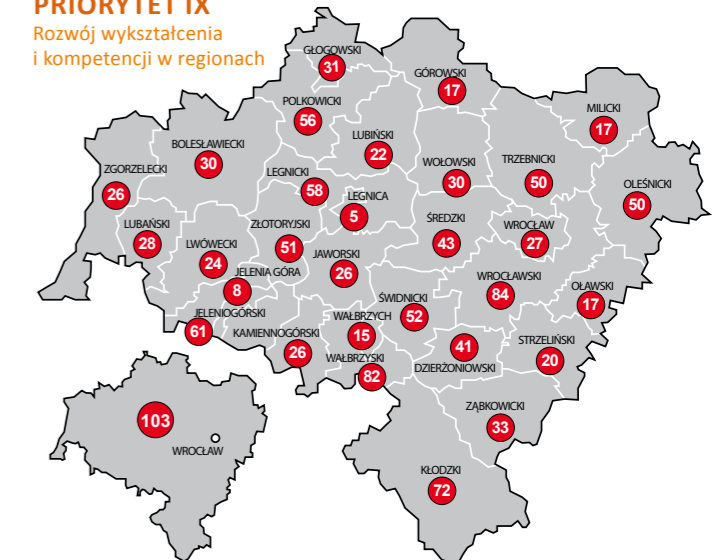 PRIORYTET IX
Rozwój wykształcenia
i kompetencji w regionach
GŁOGOWSKI
31
GÓROWSKI
17
POLKOWICKI
56
MILICKI
17
LUBIŃSKI
22
BOLESŁAWIECKI
30
ZGORZELECKI
26
LEGNICKI
58
WOŁOWSKI
30
TRZEBNICKI
50
OLEŚNICKI
50
LEGNICA
5
LUBAŃSKI
28
ZŁOTORYJSKI
51
ŚREDZKI
43
WROCŁAW
27
LWÓWECKI
24
JAWORSKI
26
JELENIA GÓRA
8
WROCŁAWSKI
84
OŁAWSKI
17
ŚWIDNICKI
52
JELENIOGÓRSKI
61
WAŁBRZYCH
15
KAMIENNOGÓRSKI
26
WAŁBRZYSKI
82
41
DZIERŻONIOWSKI
STRZELIŃSKI
20
ZĄBKOWICKI
33
103
WROCŁAW
KŁODZKI
72